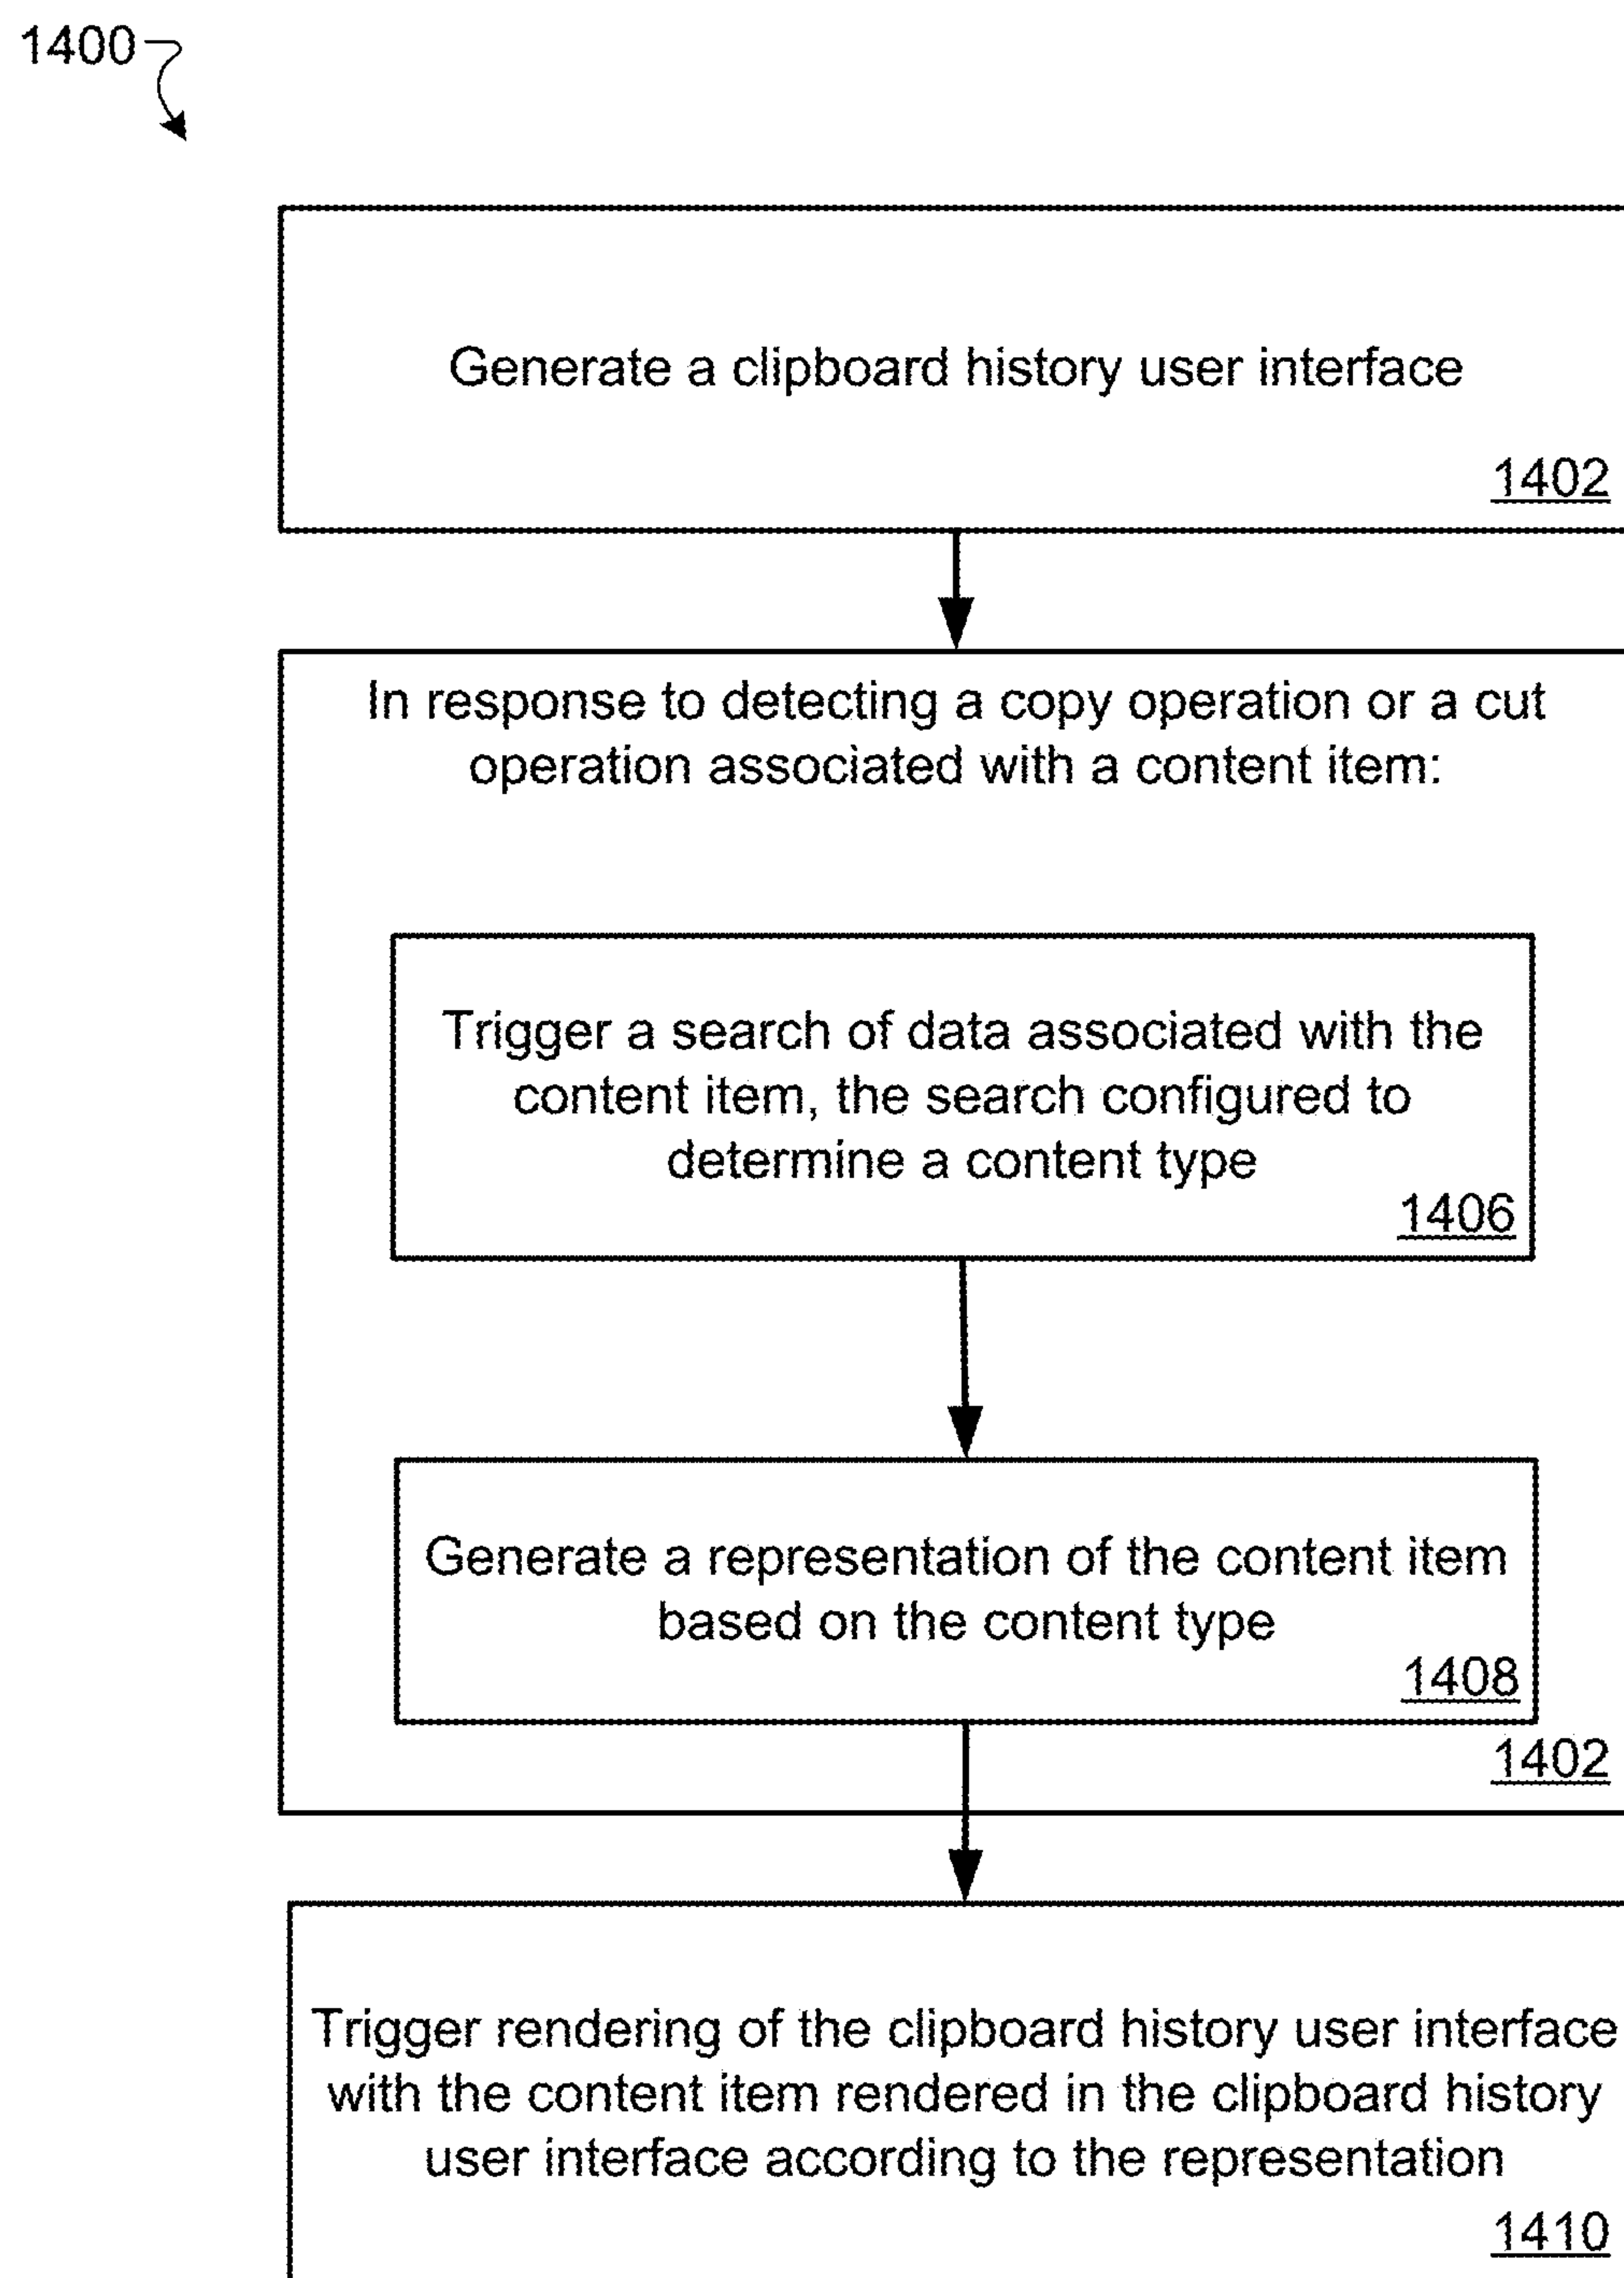 1400
Generate a clipboard history user interface
1402
In response to detecting a copy operation or a cut
operation associated with a content item:
Trigger a search of data associated with the
content item, the search configured to
determine a content type
1406
Generate a representation of the content item
based on the content type
1408
1402
Trigger rendering of the clipboard history user interface
with the content item rendered in the clipboard history
user interface according to the representation
1410